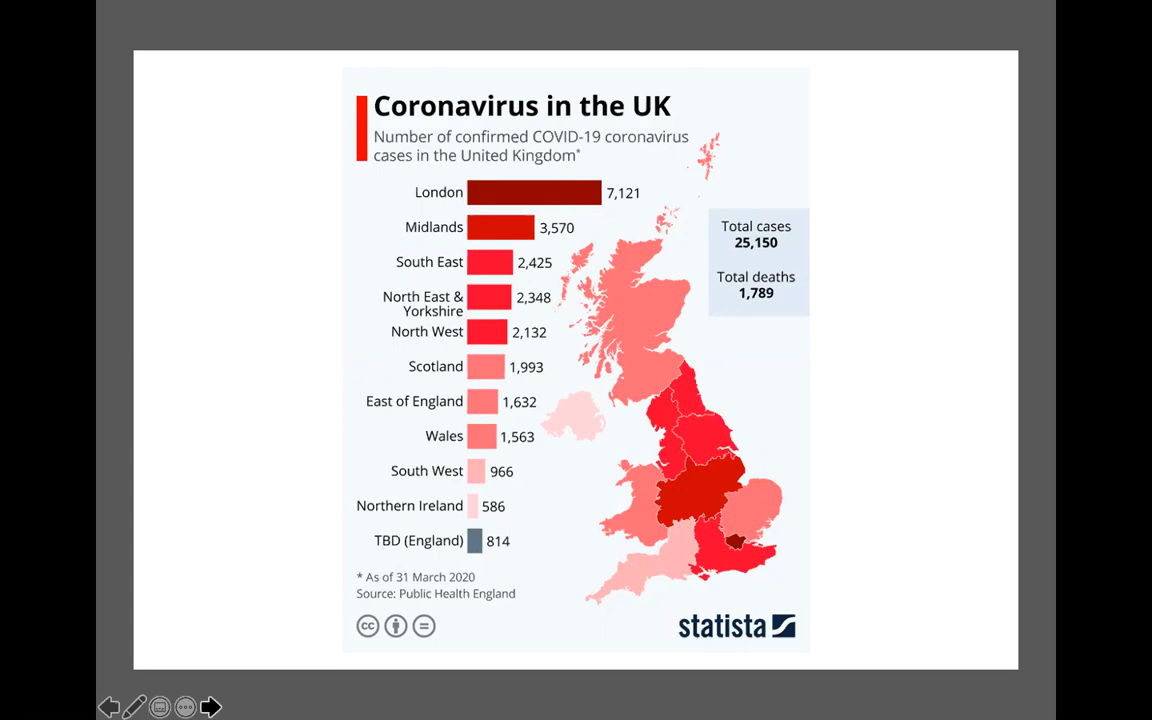 Coronavirus in the UK
Number of confirmed COVID-19 coronavirus
cases in the United Kingdom*
London 7,121
Midlands 3,570
South East 2,425
North East &
Yorkshire 2,348
North West 2,132
Scotland 1,993
East of England 1,632
Wales 1,563
South West 966
Northern Ireland 586
TBD (England) 814
Total cases
25,150
Total deaths
1,789
* As of 31 March 2020
Source: Public Health England
cc
statista